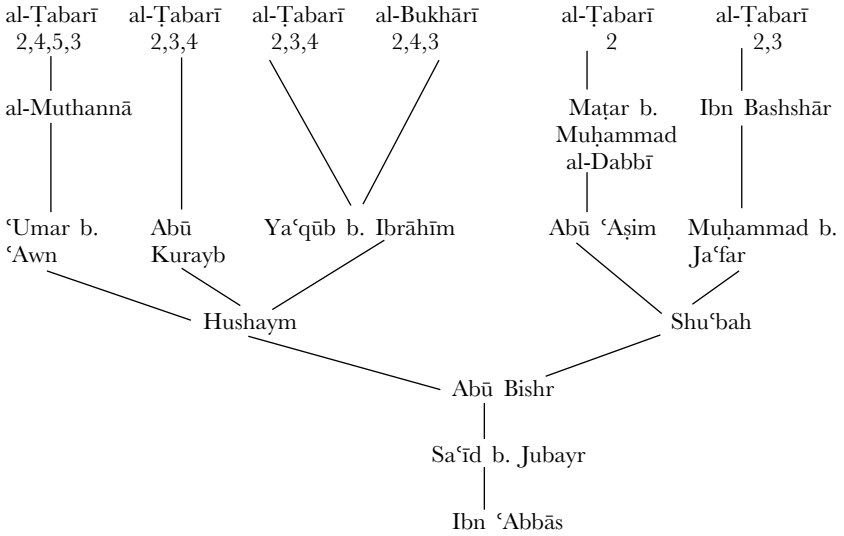 al-Ṭabarī al-Ṭabarī al-Ṭabarī al-Bukhārī al-Ṭabarī al-Ṭabarī
2,4,5,3 2,3,4 2,3,4 2,4,3 2 2,3
al-Muthannā Maṭar b. Ibn Bashshār
Muḥammad
al-Dabbī
ʿUmar b. Abū Yaʿqūb b. Ibrāhīm Abū ʿAṣim Muḥammad b.
ʿAwn Kurayb Jaʿfar
Hushaym Shuʿbah
Abū Bishr
Saʿīd b. Jubayr
Ibn ʿAbbās